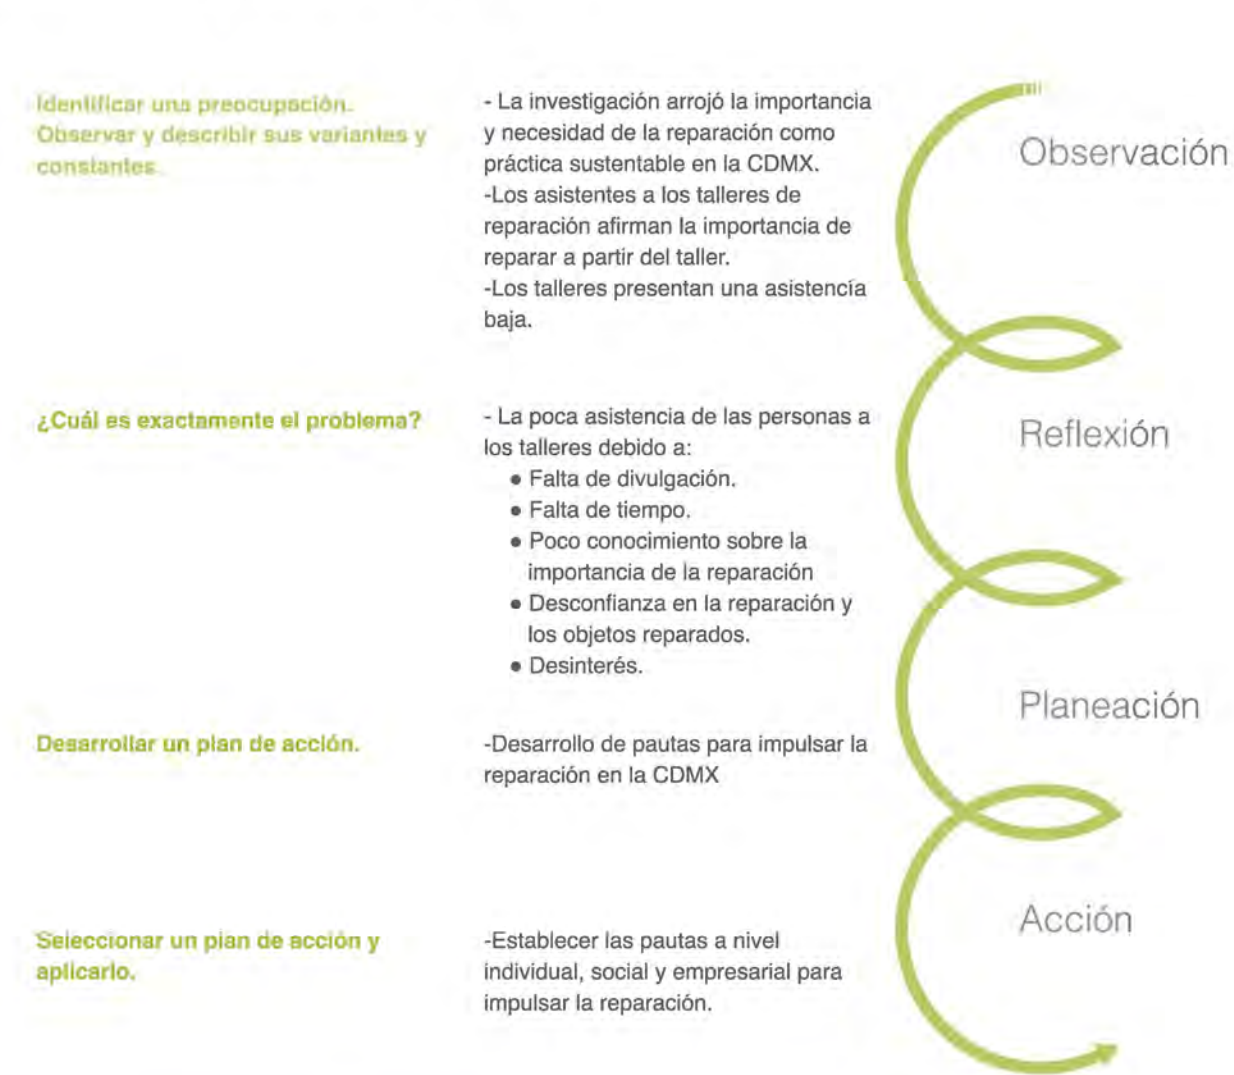 Identificar una preocupación.
Observar y describir sus variantes y
constantes.
- La investigación arrojó la importancia
y necesidad de la reparación como
práctica sustentable en la CDMX.
-Los asistentes a los talleres de
reparación afirman la importancia de
reparar a partir del taller.
-Los talleres presentan una asistencia
baja.
Observación
¿Cuál es exactamente el problema?
- La poca asistencia de las personas a
los talleres debido a:
● Falta de divulgación.
● Falta de tiempo.
● Poco conocimiento sobre la
importancia de la reparación
● Desconfianza en la reparación y
los objetos reparados.
● Desinterés.
Reflexión
Desarrollar un plan de acción.
-Desarrollo de pautas para impulsar la
reparación en la CDMX
Planeación
Seleccionar un plan de acción y
aplicarlo.
-Establecer las pautas a nivel
individual, social y empresarial para
impulsar la reparación.
Acción